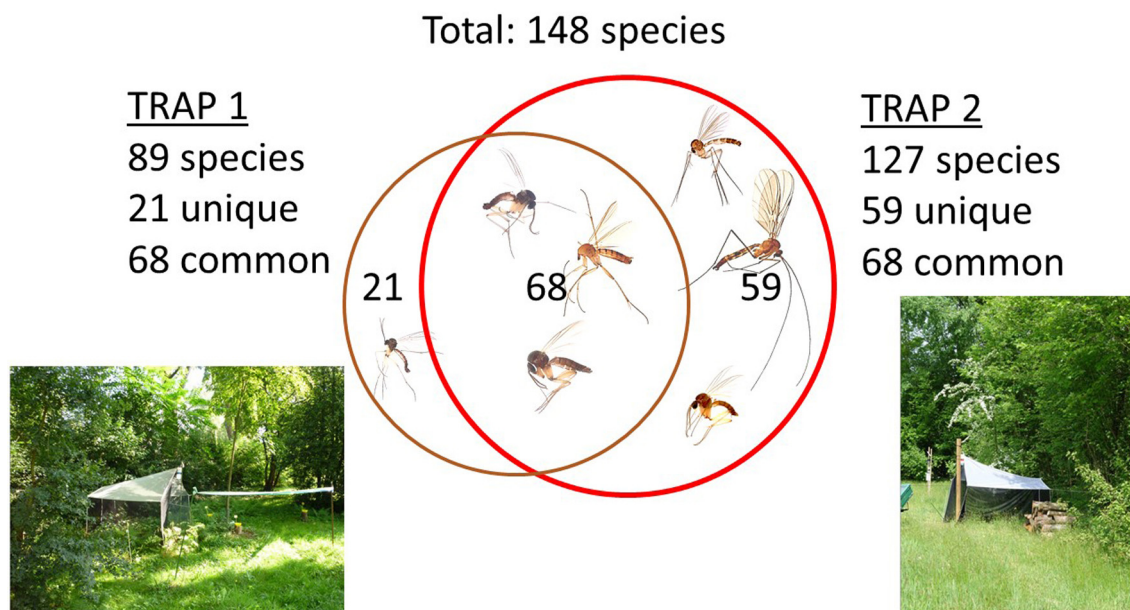 Total: 148 species
TRAP 1
89 species
21 unique
68 common
TRAP 2
127 species
59 unique
68 common
21
68
59